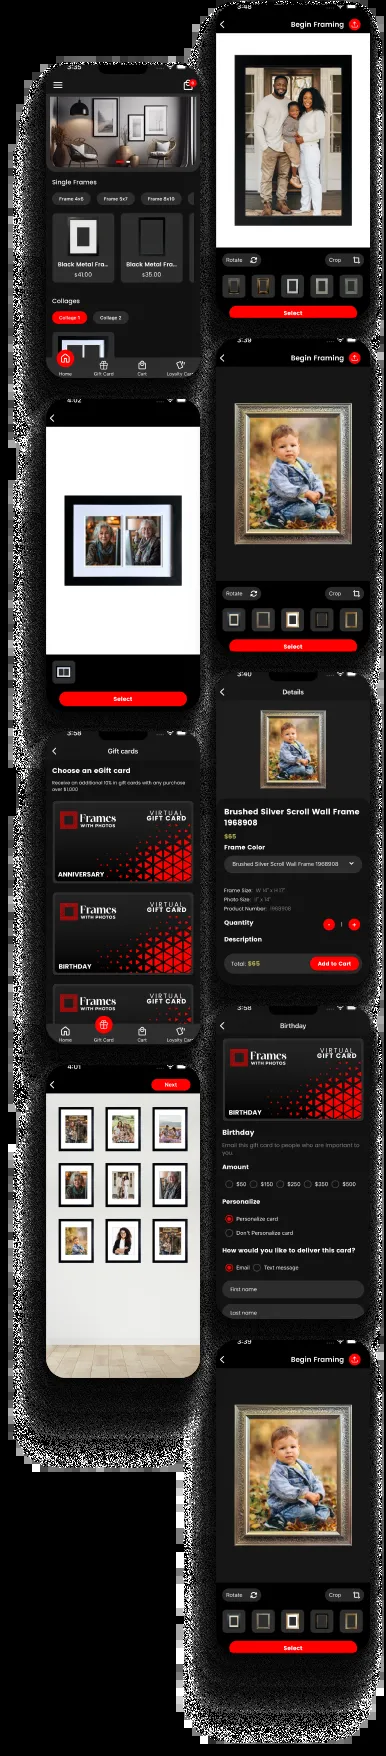 3:35
Single Frames
Frame 4x6
Frame 5x7
Frame 8x10
Black Metal Fra...
$41.00
Black Metal Fra...
$35.00
Collages
Collage 1
Collage 2
Home
Gift Card
Cart
Loyalty Car
4:02
Select
3:58
Gift cards
Choose an eGift card
Receive an additional 10% in gift cards with any purchase
over $1,000
Frames
WITH PHOTOS
VIRTUAL
GIFT CARD
ANNIVERSARY
Frames
WITH PHOTOS
VIRTUAL
GIFT CARD
BIRTHDAY
Frames
WITH PHOTOS
VIRTUAL
GIFT CARD
Home
Gift Card
Cart
Loyalty Car
4:01
Next
3:48
Begin Framing
Rotate
Crop
Select
3:39
Begin Framing
Rotate
Crop
Select
3:40
Details
Brushed Silver Scroll Wall Frame
1968908
$65
Frame Color
Brushed Silver Scroll Wall Frame 1968908
Frame Size: W 14" x H 17"
Photo Size: 11" x 14"
Product Number: 1968908
Quantity
- 1 +
Description
Total: $65
Add to Cart
3:58
Birthday
Frames
WITH PHOTOS
VIRTUAL
GIFT CARD
BIRTHDAY
Birthday
Email this gift card to people who are important to
you.
Amount
$50
$150
$250
$350
$500
Personalize
Personalize card
Don't Personalize card
How would you like to deliver this card?
Email
Text message
First name
Last name
3:39
Begin Framing
Rotate
Crop
Select